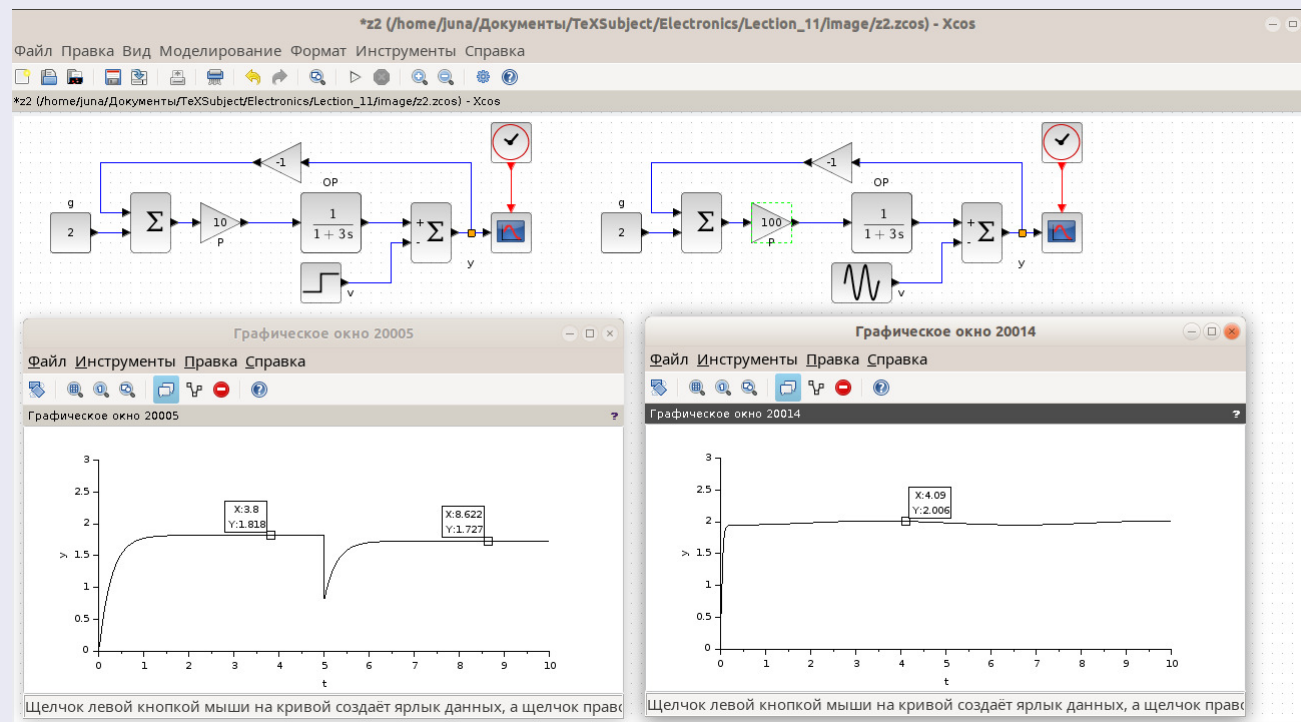 *z2 (/home/juna/Документы/TeXSubject/Electronics/Lection_11/image/z2.zcos) - Xcos
Файл Правка Вид Моделирование Формат Инструменты Справка
*z2 (/home/juna/Документы/TeXSubject/Electronics/Lection_11/image/z2.zcos) - Xcos
g
2
Σ
10
P
-1
OP
1
1 + 3s
+
-
Σ
v
y
g
2
Σ
100
P
-1
OP
1
1 + 3s
+
-
Σ
v
y
Графическое окно 20005
Файл Инструменты Правка Справка
Графическое окно 20005
?
3
2.5
2
1.5
1
0.5
0
y
X:3.8
Y:1.818
X:8.622
Y:1.727
0 1 2 3 4 5 6 7 8 9 10
t
Щелчок левой кнопкой мыши на кривой создаёт ярлык данных, а щелчок право
Графическое окно 20014
Файл Инструменты Правка Справка
Графическое окно 20014
?
3
2.5
2
1.5
1
0.5
0
y
X:4.09
Y:2.006
0 1 2 3 4 5 6 7 8 9 10
t
Щелчок левой кнопкой мыши на кривой создаёт ярлык данных, а щелчок право